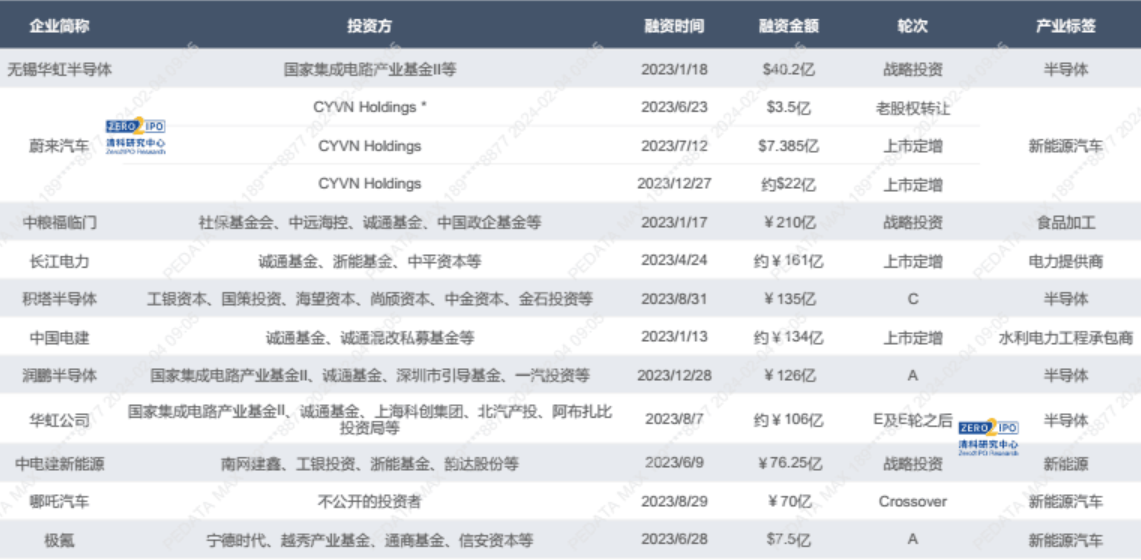 企业简称 投资方 融资时间 融资金额 轮次 产业标签
无锡华虹半导体 国家集成电路产业基金II等 2023/1/18 $40.2亿 战略投资 半导体
CYVN Holdings * 2023/6/23 $3.5亿 老股权转让
蔚来汽车 CYVN Holdings 2023/7/12 $7.385亿 上市定增 新能源汽车
CYVN Holdings 2023/12/27 约$22亿 上市定增
中粮福临门 社保基金会、中远海控、诚通基金、中国政企基金等 2023/1/17 ¥210亿 战略投资 食品加工
长江电力 诚通基金、浙能基金、中平资本等 2023/4/24 约¥161亿 上市定增 电力提供商
积塔半导体 工银资本、国策投资、海望资本、尚颀资本、中金资本、金石投资等 2023/8/31 ¥135亿 C 半导体
中国电建 诚通基金、诚通混改私募基金等 2023/1/13 约¥134亿 上市定增 水利电力工程承包商
润鹏半导体 国家集成电路产业基金II、诚通基金、深圳市引导基金、一汽投资等 2023/12/28 ¥126亿 A 半导体
华虹公司 国家集成电路产业基金II、诚通基金、上海科创集团、北汽产投、阿布扎比
投资局等 2023/8/7 约¥106亿 E及E轮之后 半导体
中电建新能源 南网建鑫、工银投资、浙能基金、韵达股份等 2023/6/9 ¥76.25亿 战略投资 新能源
哪吒汽车 不公开的投资者 2023/8/29 ¥70亿 Crossover 新能源汽车
极氪 宁德时代、越秀产业基金、通商基金、信安资本等 2023/6/28 $7.5亿 A 新能源汽车
ZERO2IPO
清科研究中心
Zero2IPO Research
ZERO2IPO
清科研究中心
Zero2IPO Research
PEDATA MAX 189****8877 2024-02-04 09:05